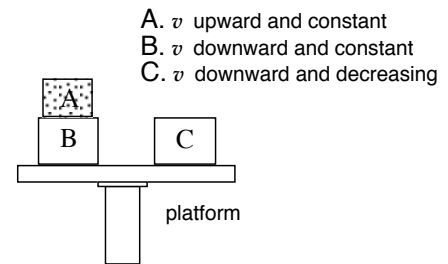 A. v upward and constant
B. v downward and constant
C. v downward and decreasing
A
B
C
platform